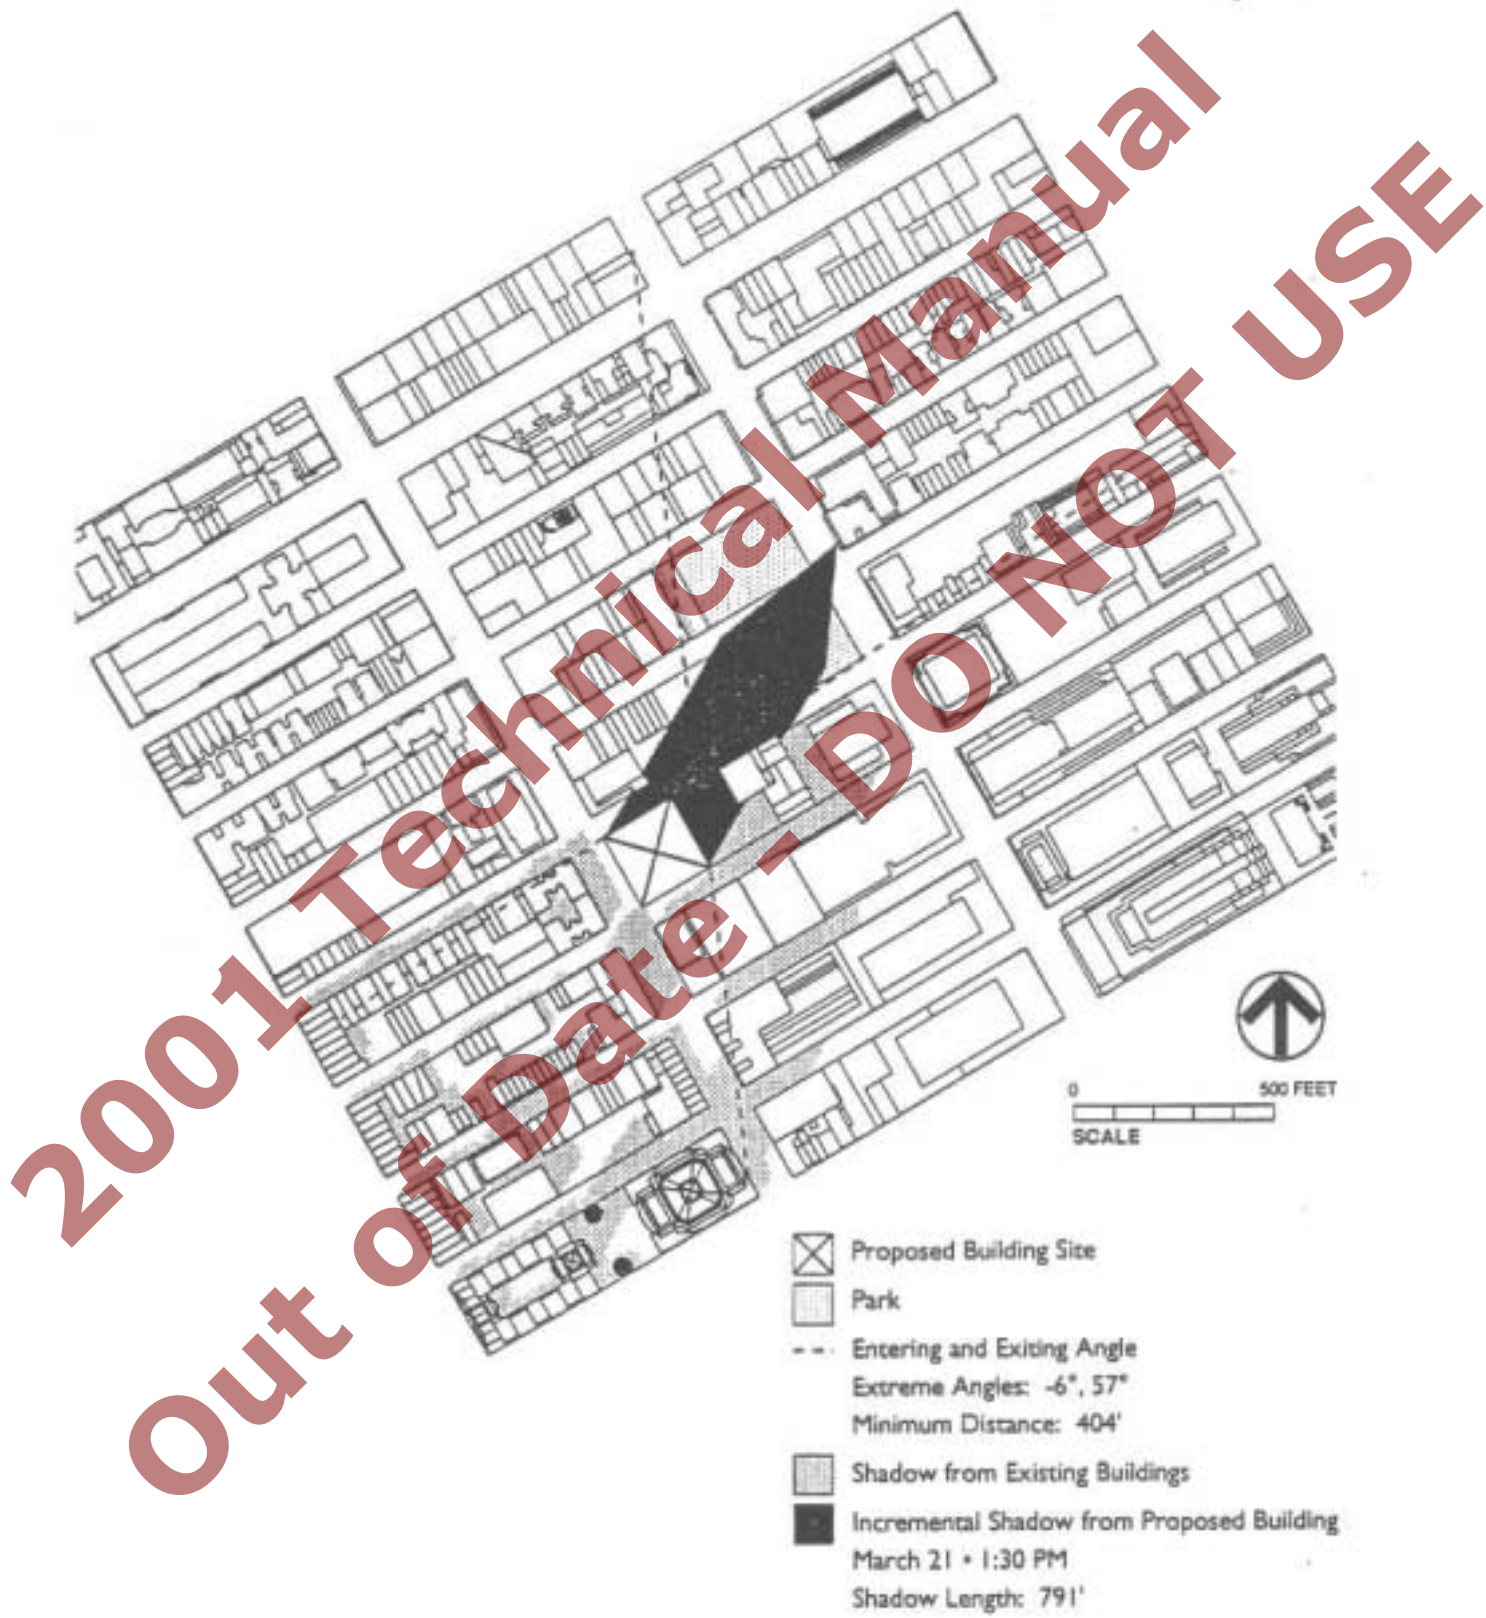 2001 Technical Manual
Out of Date - DO NOT USE
0 500 FEET
SCALE
Proposed Building Site
Park
Entering and Exiting Angle
Extreme Angles: -6°, 57°
Minimum Distance: 404'
Shadow from Existing Buildings
Incremental Shadow from Proposed Building
March 21 • 1:30 PM
Shadow Length: 791'